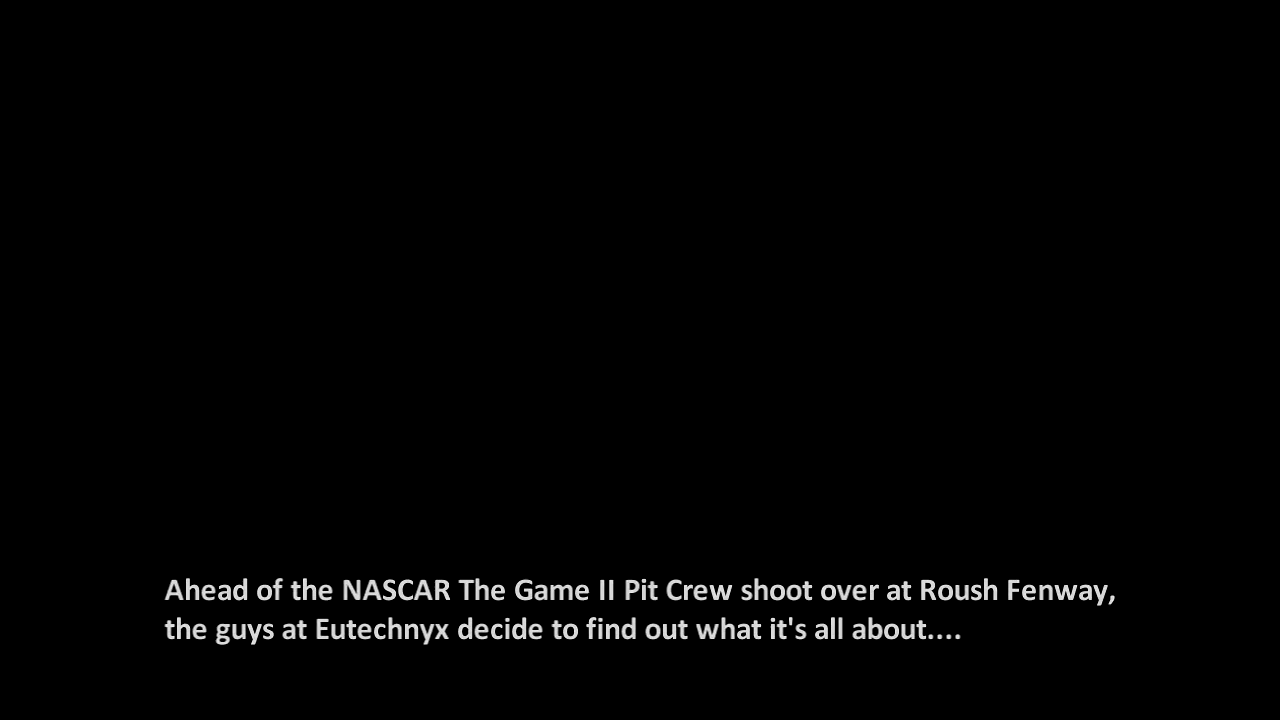 Ahead of the NASCAR The Game II Pit Crew shoot over at Roush Fenway,
the guys at Eutechnyx decide to find out what it's all about....